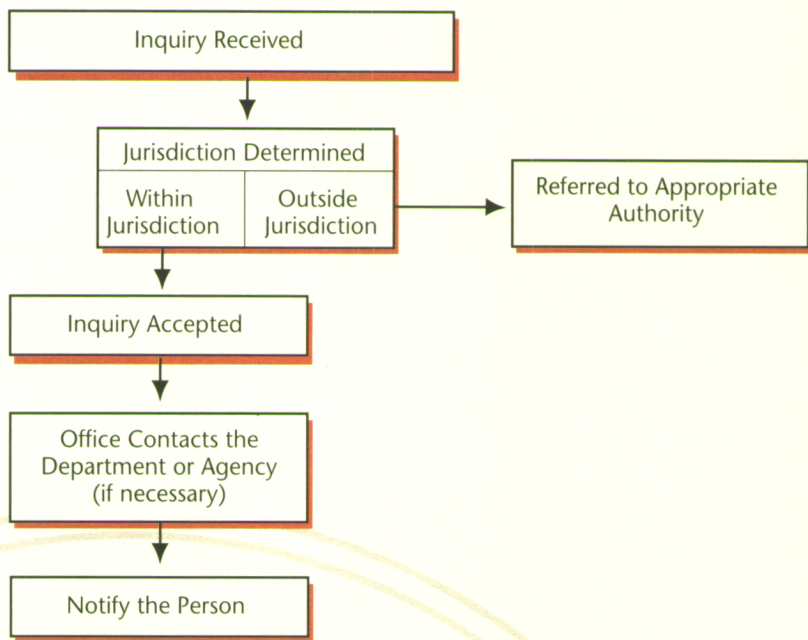 Inquiry Received
Jurisdiction Determined
Within
Jurisdiction
Outside
Jurisdiction
Referred to Appropriate
Authority
Inquiry Accepted
Office Contacts the
Department or Agency
(if necessary)
Notify the Person